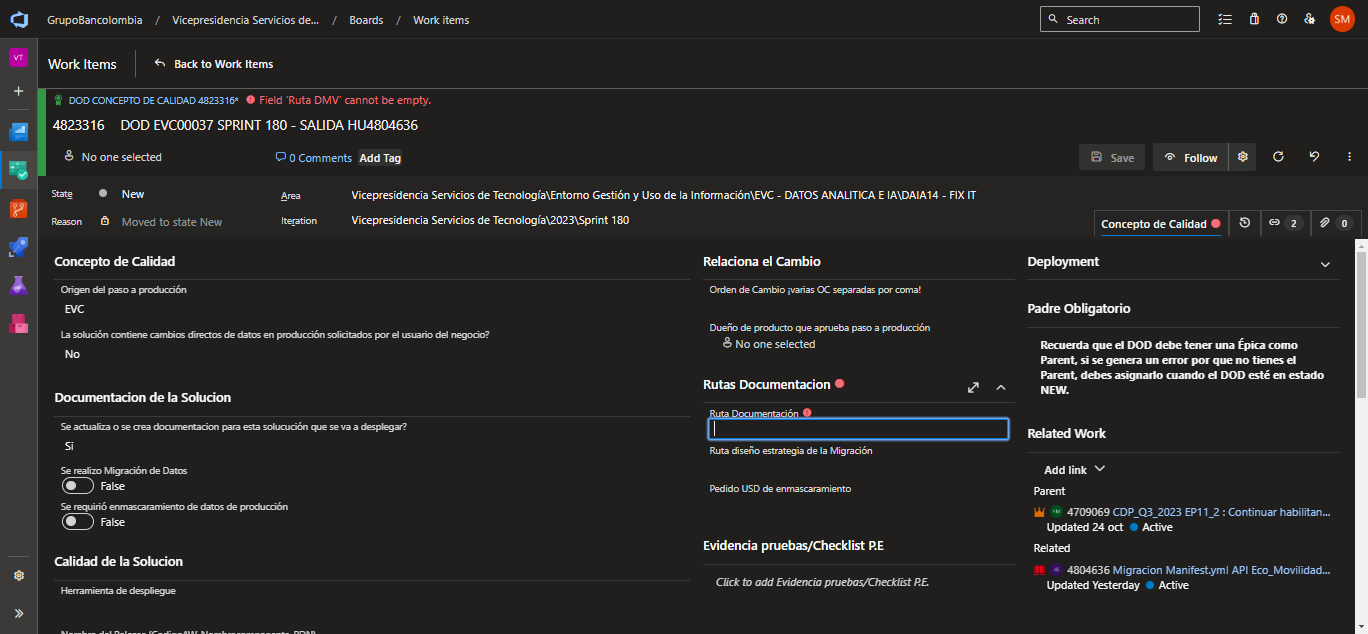 GrupoBancolombia / Vicepresidencia Servicios de... / Boards / Work items
Search
SM
VT
Work Items
Back to Work Items
DOD CONCEPTO DE CALIDAD 4823316* Field 'Ruta DMV' cannot be empty.
4823316 DOD EVC00037 SPRINT 180 - SALIDA HU4804636
No one selected
0 Comments
Add Tag
Save
Follow
State
New
Area
Vicepresidencia Servicios de Tecnología\Entorno Gestión y Uso de la Información\EVC - DATOS ANALITICA E IA\DAIA14 - FIX IT
Reason
Moved to state New
Iteration
Vicepresidencia Servicios de Tecnología\2023\Sprint 180
Concepto de Calidad
2
0
Concepto de Calidad
Origen del paso a producción
EVC
La solución contiene cambios directos de datos en producción solicitados por el usuario del negocio?
No
Documentacion de la Solucion
Se actualiza o se crea documentacion para esta solucución que se va a desplegar?
Si
Se realizo Migración de Datos
False
Se requirió enmascaramiento de datos de producción
False
Calidad de la Solucion
Herramienta de despliegue
Relaciona el Cambio
Orden de Cambio ¡varias OC separadas por coma!
Dueño de producto que aprueba paso a producción
No one selected
Rutas Documentacion
Ruta Documentación
Ruta diseño estrategia de la Migración
Pedido USD de enmascaramiento
Evidencia pruebas/Checklist P.E
Click to add Evidencia pruebas/Checklist P.E.
Deployment
Padre Obligatorio
Recuerda que el DOD debe tener una Épica como
Parent, si se genera un error por que no tienes el
Parent, debes asignarlo cuando el DOD esté en estado
NEW.
Related Work
Add link
Parent
4709069 CDP_Q3_2023 EP11_2 : Continuar habilitan...
Updated 24 oct Active
Related
4804636 Migracion Manifest.yml API Eco_Movilidad...
Updated Yesterday Active